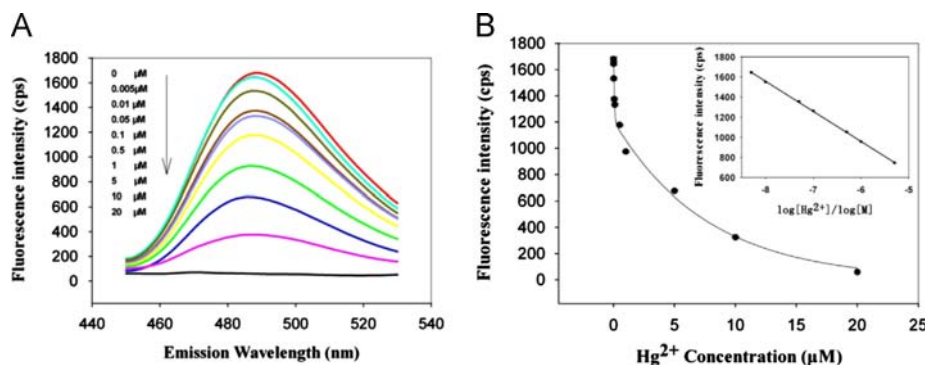 A
Fluorescence intensity (cps)
1800
1600
1400
1200
1000
800
600
400
200
0
0 µM
0.005µM
0.01 µM
0.05 µM
0.1 µM
0.5 µM
1 µM
5 µM
10 µM
20 µM
440 460 480 500 520 540
Emission Wavelength (nm)
B
Fluorescence intensity (cps)
1800
1600
1400
1200
1000
800
600
400
200
0
Fluorescence intensity (cps)
1800
1600
1400
1200
1000
800
600
-8 -7 -6 -5
log[Hg²⁺]/log[M]
0 5 10 15 20 25
Hg²⁺ Concentration (µM)